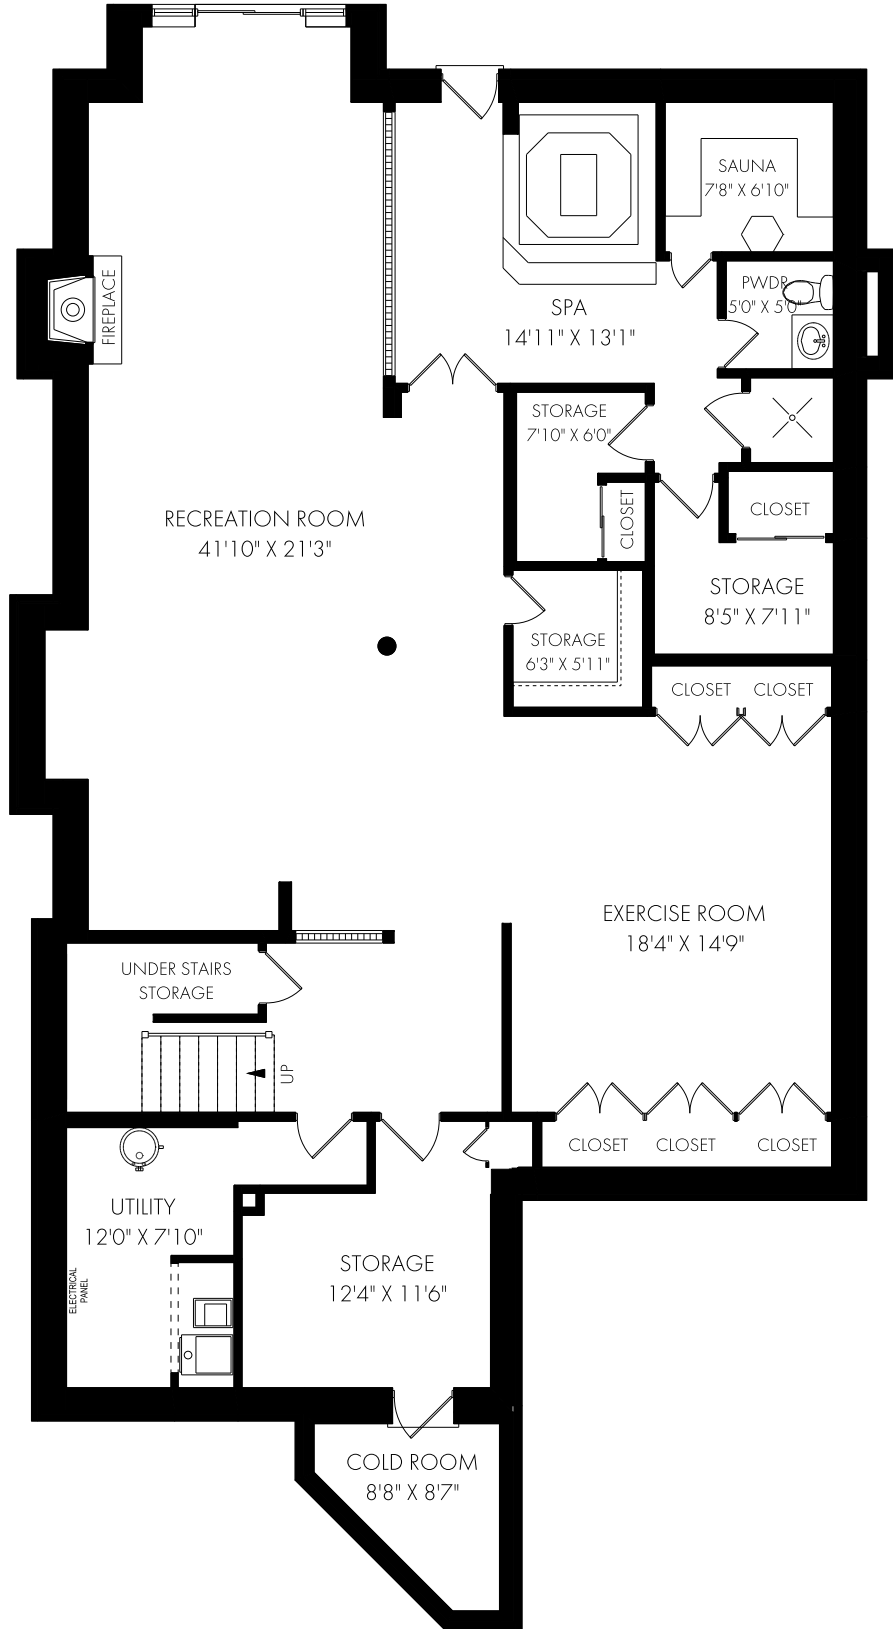 SAUNA
7'8" X 6'10"
FIREPLACE
PWDR
5'0" X 5'0"
SPA
14'11" X 13'1"
STORAGE
7'10" X 6'0"
CLOSET
CLOSET
RECREATION ROOM
41'10" X 21'3"
STORAGE
8'5" X 7'11"
STORAGE
6'3" X 5'11"
CLOSET
CLOSET
EXERCISE ROOM
18'4" X 14'9"
UNDER STAIRS
STORAGE
UP
CLOSET
CLOSET
CLOSET
UTILITY
12'0" X 7'10"
ELECTRICAL
PANEL
STORAGE
12'4" X 11'6"
COLD ROOM
8'8" X 8'7"